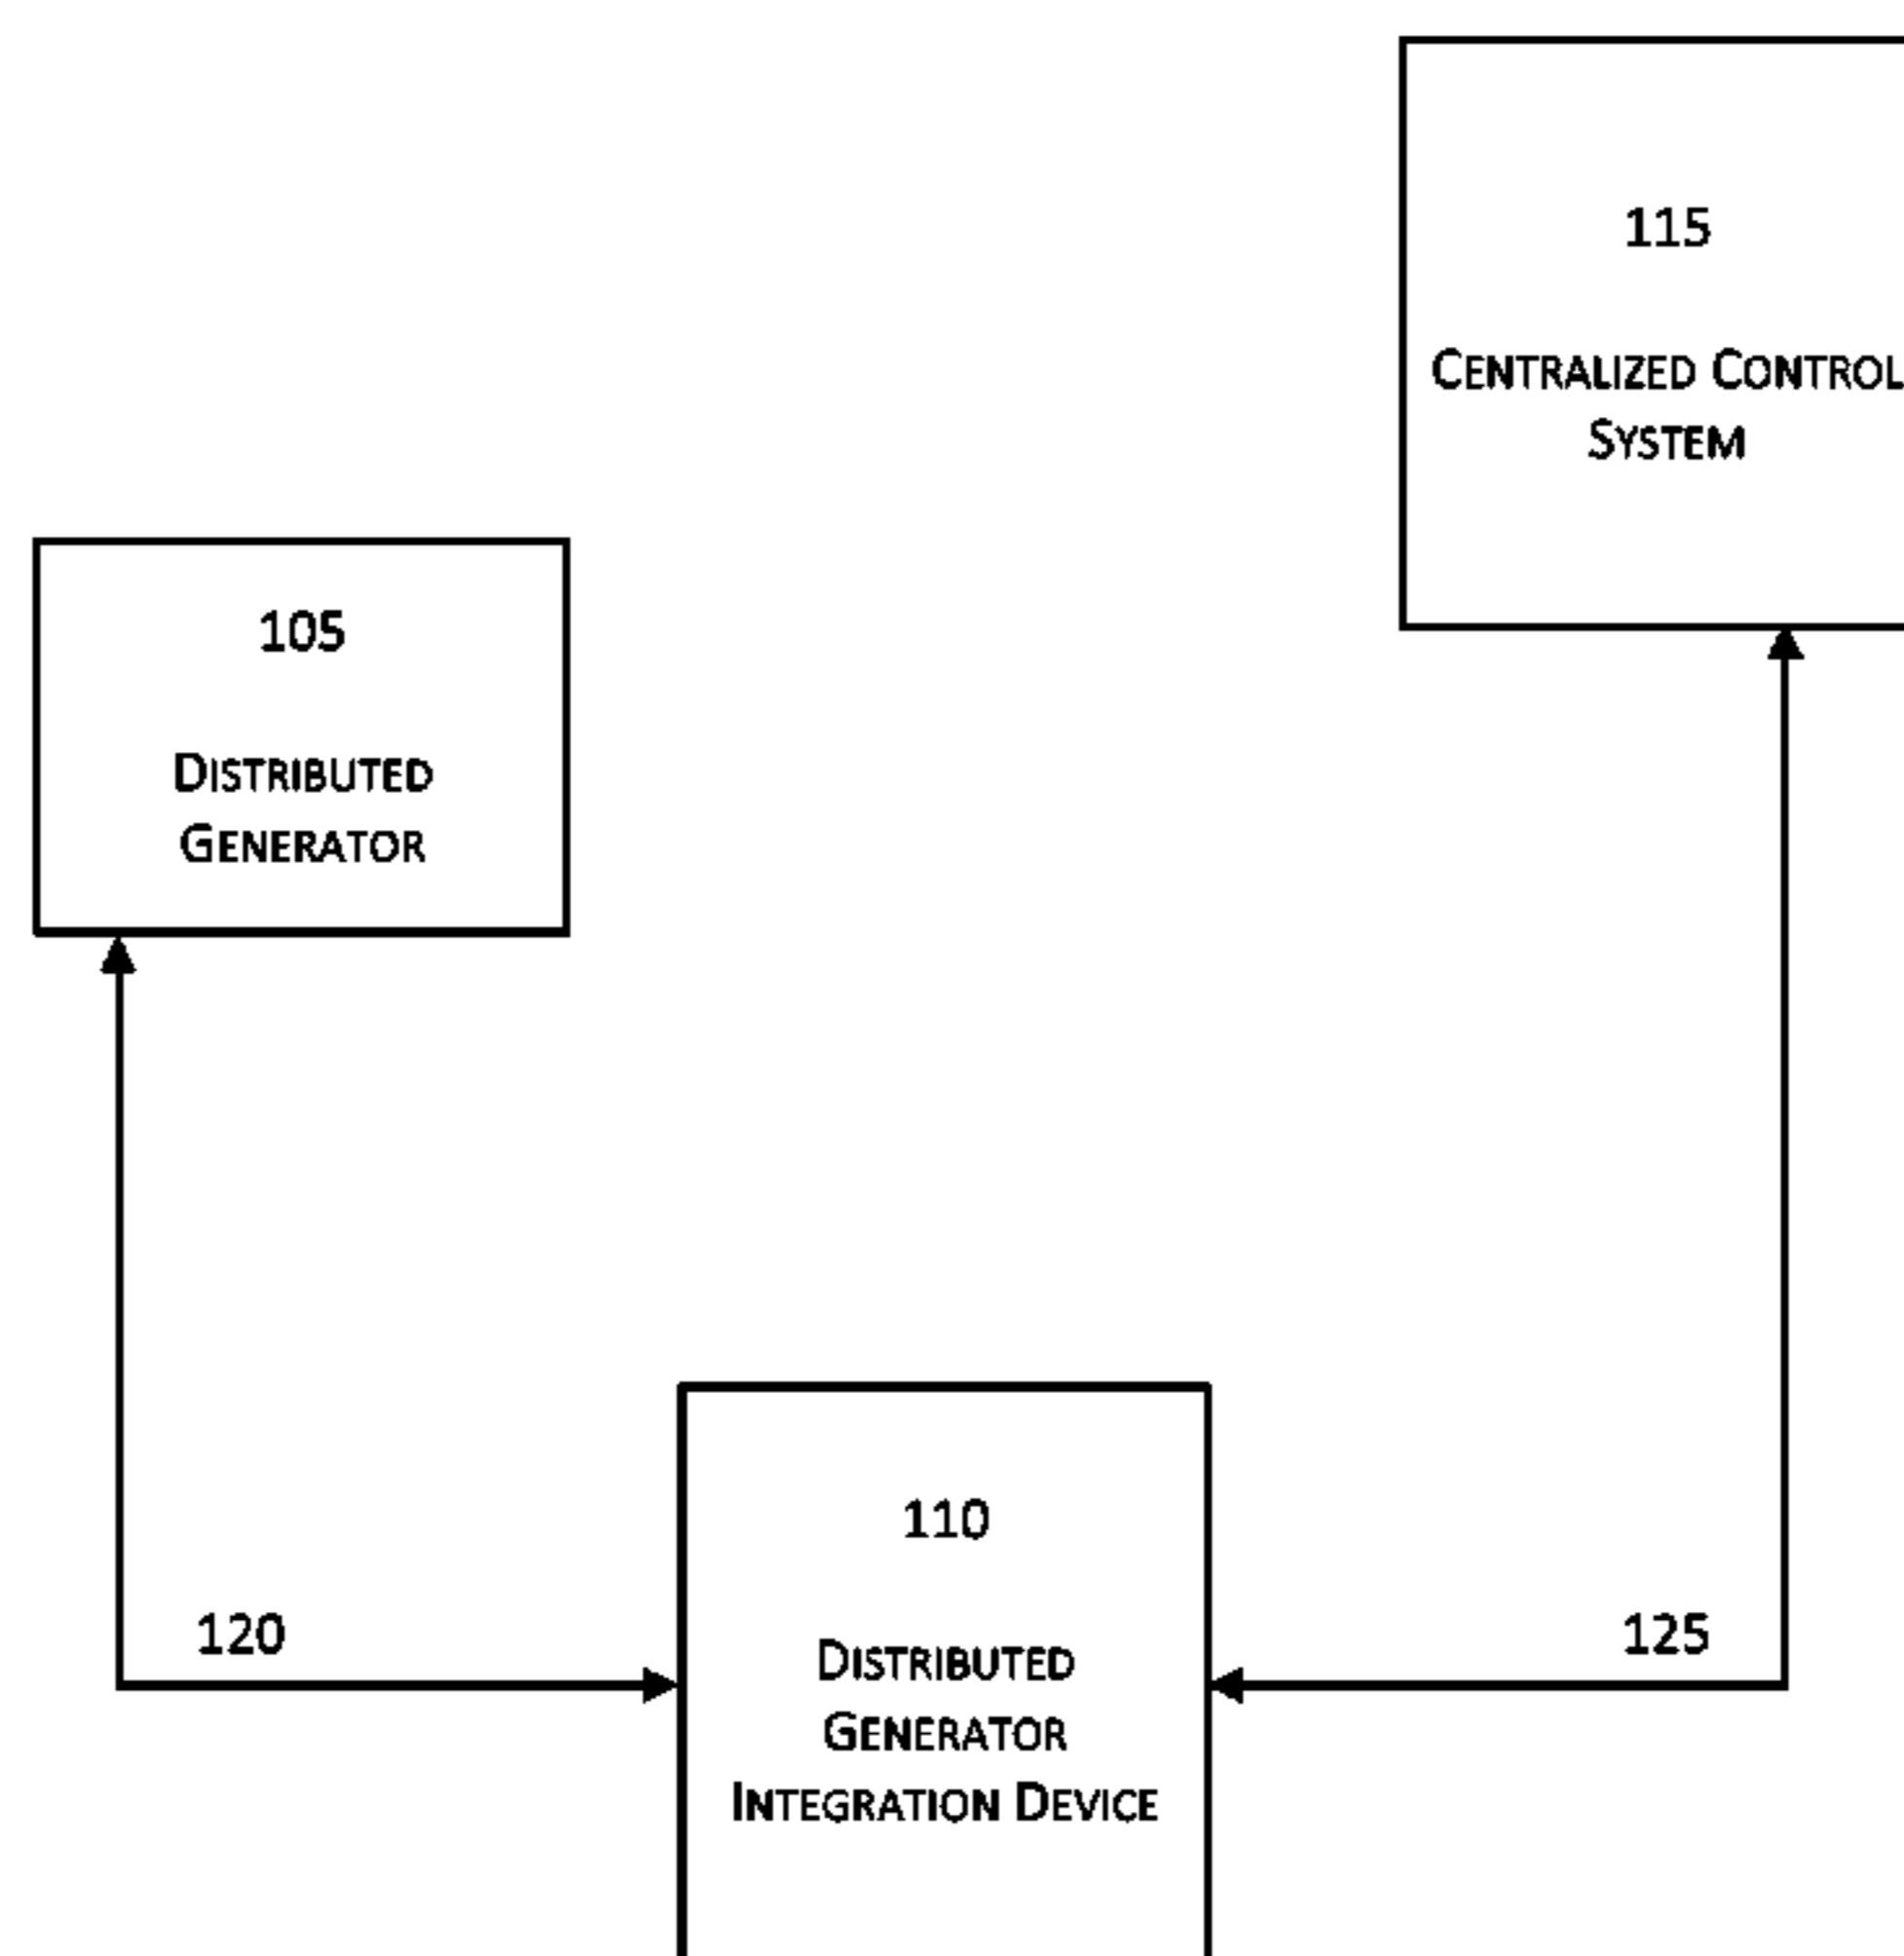 115
CENTRALIZED CONTROL
SYSTEM
105
DISTRIBUTED
GENERATOR
110
DISTRIBUTED
GENERATOR
INTEGRATION DEVICE
120
125